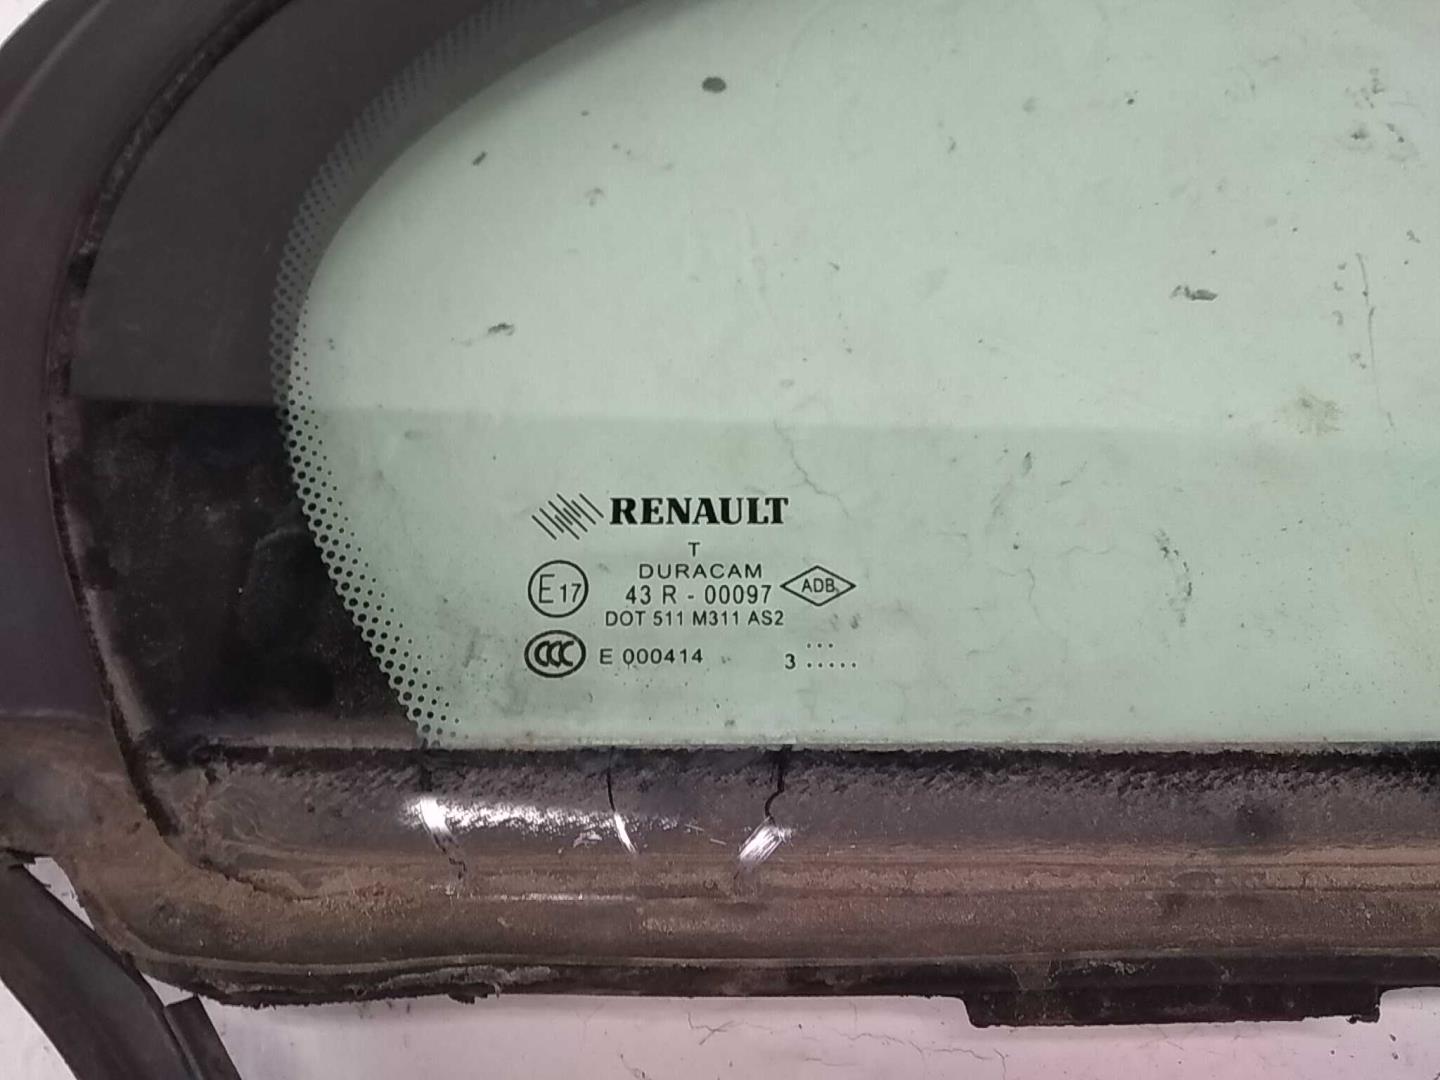 RENAULT
T
DURACAM
E17 43 R - 00097 ADB
DOT 511 M311 AS2
CCC E 000414 3 ... .....